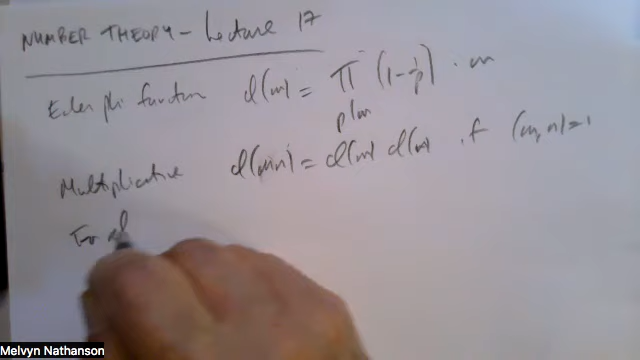 NUMBER THEORY - Lecture 17
Euler phi function φ(m) = ∏ (1 - 1/p) · m
p|m
Multiplicative φ(mn) = φ(m) φ(n) if (m, n) = 1
For
Melvyn Nathanson